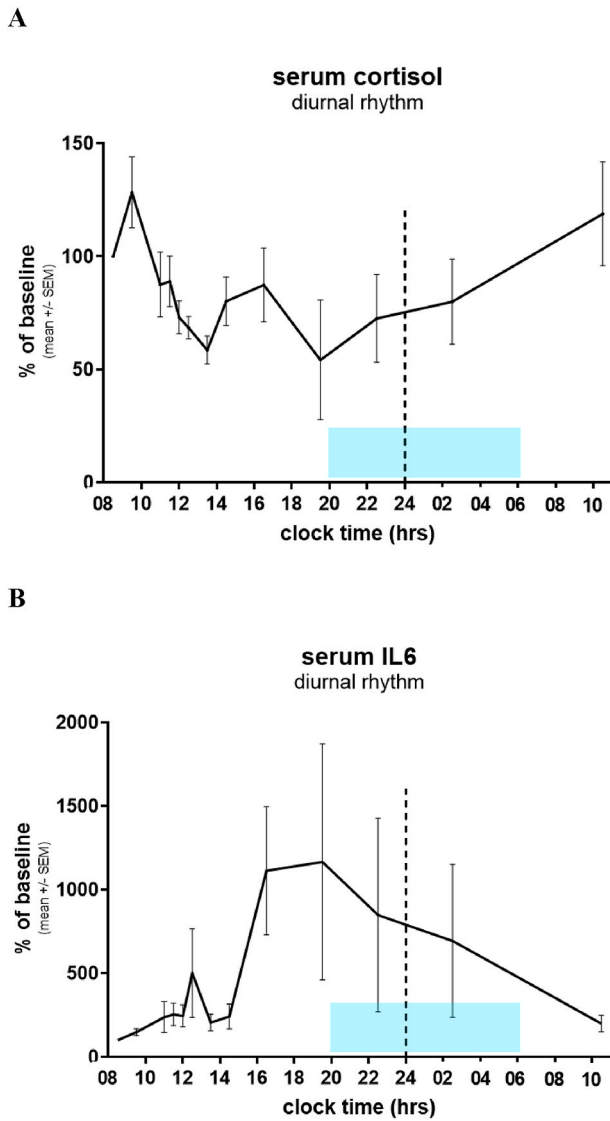 A
serum cortisol
diurnal rhythm
% of baseline
(mean +/- SEM)
150
100
50
0
08 10 12 14 16 18 20 22 24 02 04 06 08 10
clock time (hrs)
B
serum IL6
diurnal rhythm
% of baseline
(mean +/- SEM)
2000
1500
1000
500
0
08 10 12 14 16 18 20 22 24 02 04 06 08 10
clock time (hrs)